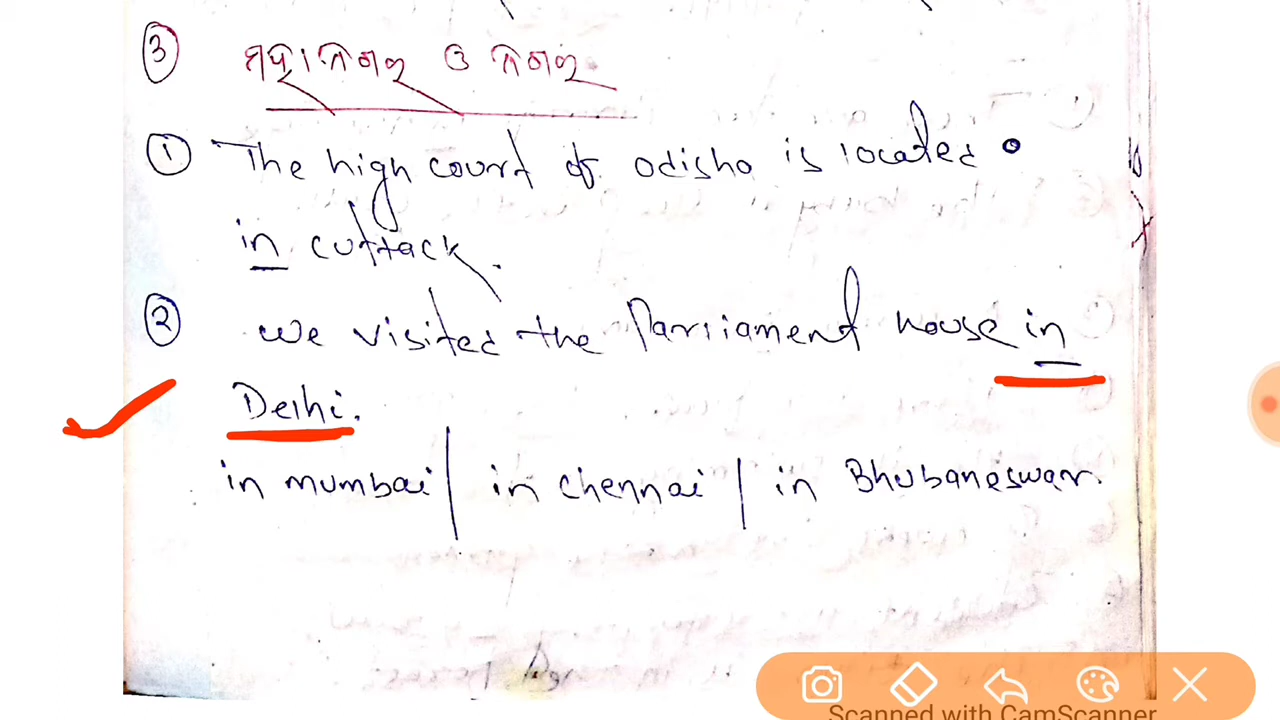 ③ ମହାନଗର ଓ ନଗର
① The high court of odisha is located
in cuttack.
② We visited the Parliament house in
Delhi.
in mumbai | in chennai | in Bhubaneswar.
Scanned with CamScanner